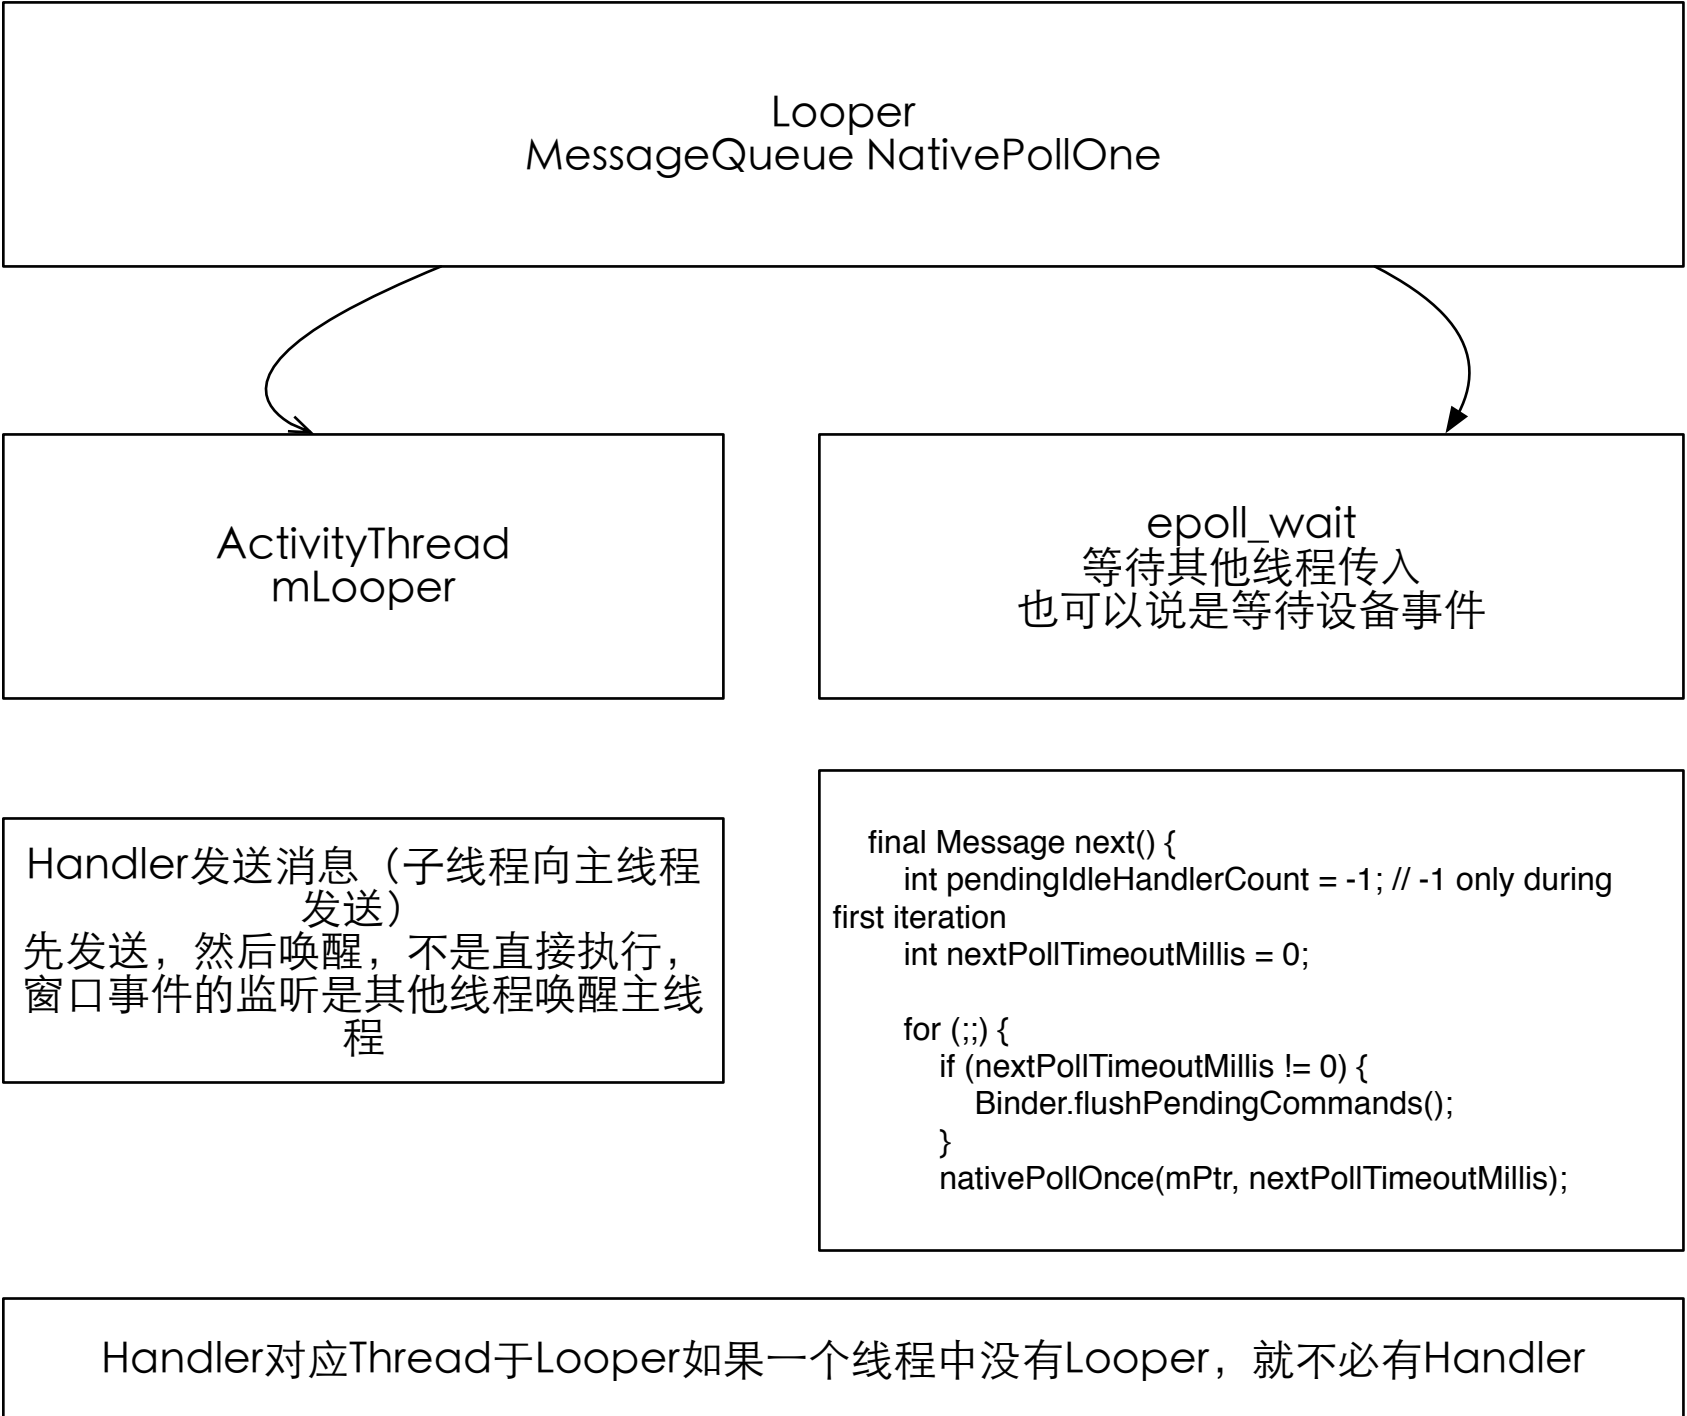 Looper
MessageQueue NativePollOne
ActivityThread
mLooper
epoll_wait
等待其他线程传入
也可以说是等待设备事件
Handler发送消息（子线程向主线程
发送）
先发送，然后唤醒，不是直接执行，
窗口事件的监听是其他线程唤醒主线
程
final Message next() {
int pendingIdleHandlerCount = -1; // -1 only during
first iteration
int nextPollTimeoutMillis = 0;
for (;;) {
if (nextPollTimeoutMillis != 0) {
Binder.flushPendingCommands();
}
nativePollOnce(mPtr, nextPollTimeoutMillis);
Handler对应Thread于Looper如果一个线程中没有Looper，就不必有Handler